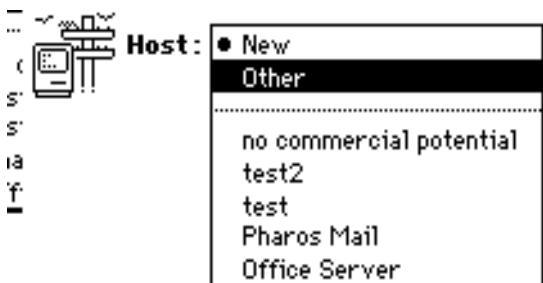 Host: New
Other
no commercial potential
test2
test
Pharos Mail
Office Server